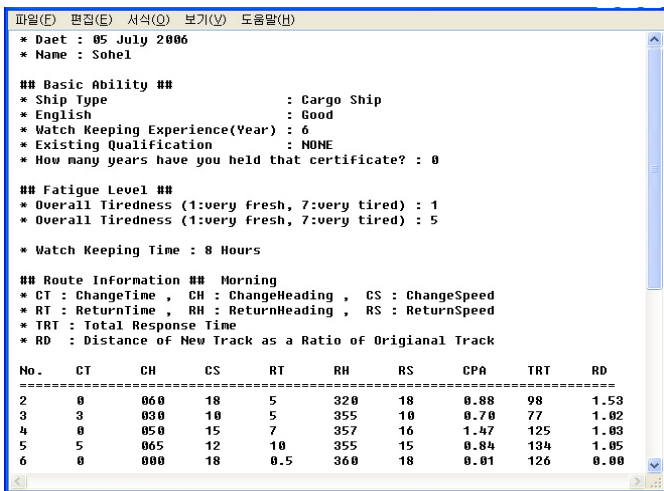 파일(F) 편집(E) 서식(O) 보기(V) 도움말(H)
* Daet : 05 July 2006
* Name : Sohel
## Basic Ability ##
* Ship Type : Cargo Ship
* English : Good
* Watch Keeping Experience(Year) : 6
* Existing Qualification : NONE
* How many years have you held that certificate? : 0
## Fatigue Level ##
* Overall Tiredness (1:very fresh, 7:very tired) : 1
* Overall Tiredness (1:very fresh, 7:very tired) : 5
* Watch Keeping Time : 8 Hours
## Route Information ## Morning
* CT : ChangeTime , CH : ChangeHeading , CS : ChangeSpeed
* RT : ReturnTime , RH : ReturnHeading , RS : ReturnSpeed
* TRT : Total Response Time
* RD : Distance of New Track as a Ratio of Origianal Track
No. CT CH CS RT RH RS CPA TRT RD
==========================================================================
2 0 060 18 5 320 18 0.88 98 1.53
3 3 030 10 5 355 10 0.70 77 1.02
4 0 050 15 7 357 16 1.47 125 1.03
5 5 065 12 10 355 15 0.84 134 1.05
6 0 000 18 0.5 360 18 0.01 126 0.00